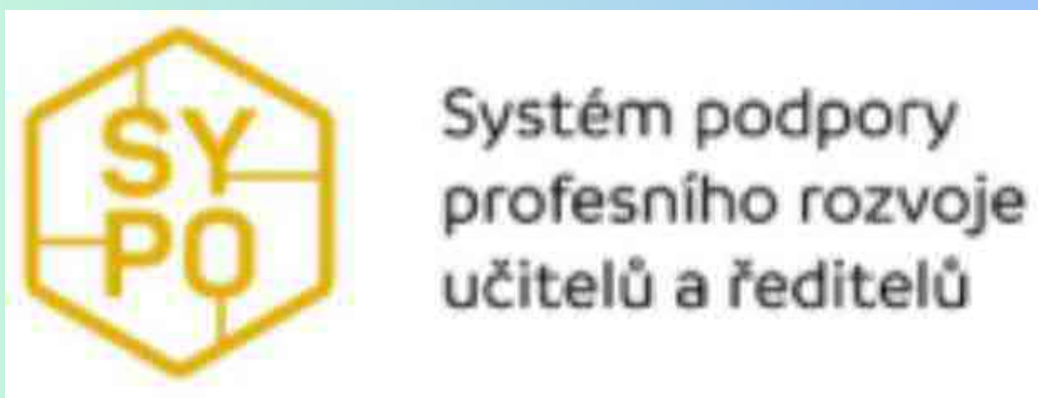 SY
PO
Systém podpory
profesního rozvoje
učitelů a ředitelů